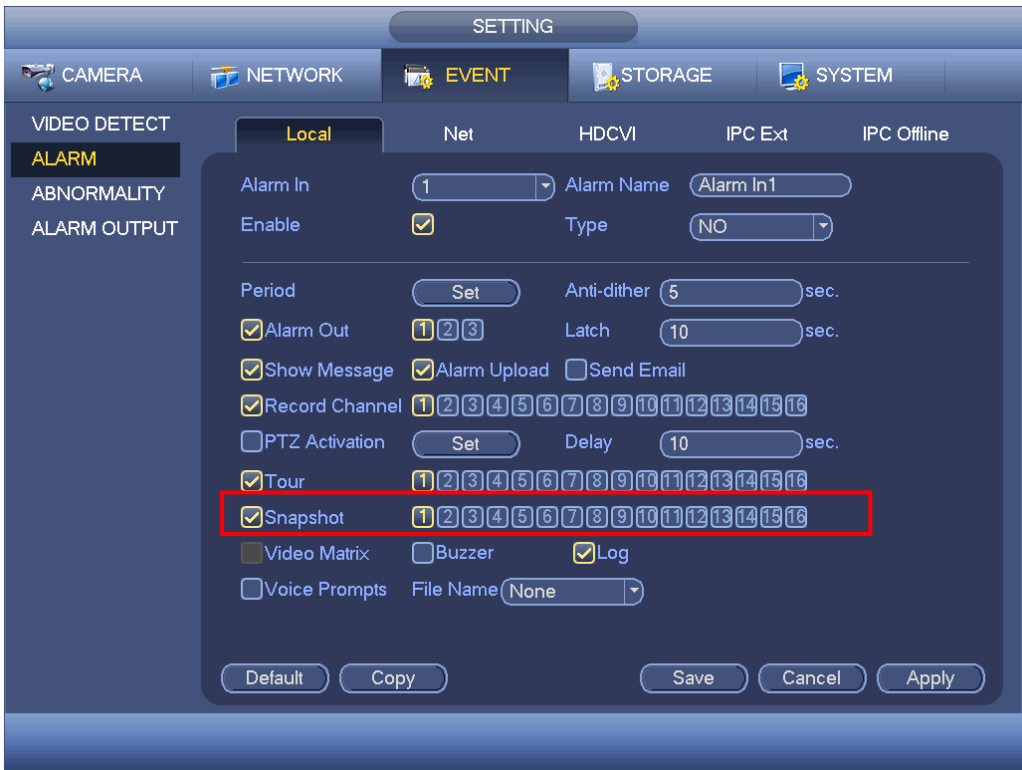 SETTING
CAMERA NETWORK EVENT STORAGE SYSTEM
VIDEO DETECT
ALARM
ABNORMALITY
ALARM OUTPUT
Local Net HDCVI IPC Ext IPC Offline
Alarm In 1 Alarm Name Alarm In1
Enable Type NO
Period Set Anti-dither 5 sec.
Alarm Out 1 2 3 Latch 10 sec.
Show Message Alarm Upload Send Email
Record Channel 1 2 3 4 5 6 7 8 9 10 11 12 13 14 15 16
PTZ Activation Set Delay 10 sec.
Tour 1 2 3 4 5 6 7 8 9 10 11 12 13 14 15 16
Snapshot 1 2 3 4 5 6 7 8 9 10 11 12 13 14 15 16
Video Matrix Buzzer Log
Voice Prompts File Name None
Default Copy Save Cancel Apply